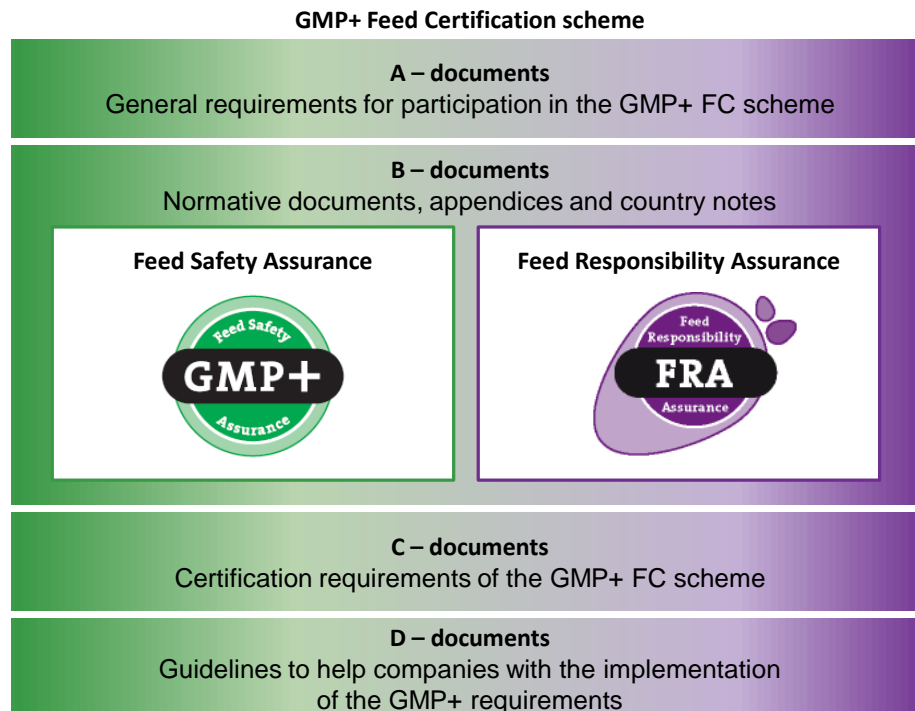 GMP+ Feed Certification scheme
A – documents
General requirements for participation in the GMP+ FC scheme
B – documents
Normative documents, appendices and country notes
Feed Safety Assurance
Feed Safety
GMP+
Assurance
Feed Responsibility Assurance
Feed
Responsibility
FRA
Assurance
C – documents
Certification requirements of the GMP+ FC scheme
D – documents
Guidelines to help companies with the implementation
of the GMP+ requirements